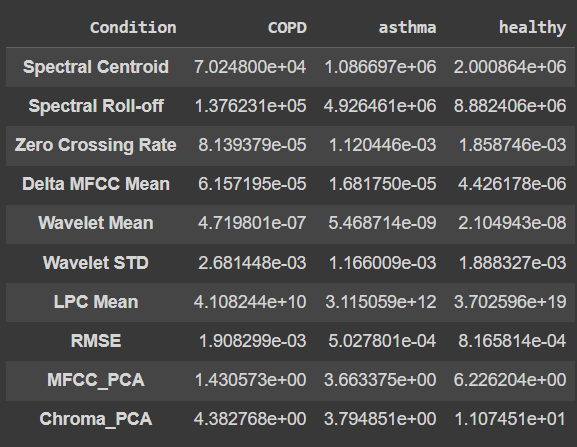 Condition COPD asthma healthy
Spectral Centroid 7.024800e+04 1.086697e+06 2.000864e+06
Spectral Roll-off 1.376231e+05 4.926461e+06 8.882406e+06
Zero Crossing Rate 8.139379e-05 1.120446e-03 1.858746e-03
Delta MFCC Mean 6.157195e-05 1.681750e-05 4.426178e-06
Wavelet Mean 4.719801e-07 5.468714e-09 2.104943e-08
Wavelet STD 2.681448e-03 1.166009e-03 1.888327e-03
LPC Mean 4.108244e+10 3.115059e+12 3.702596e+19
RMSE 1.908299e-03 5.027801e-04 8.165814e-04
MFCC_PCA 1.430573e+00 3.663375e+00 6.226204e+00
Chroma_PCA 4.382768e+00 3.794851e+00 1.107451e+01